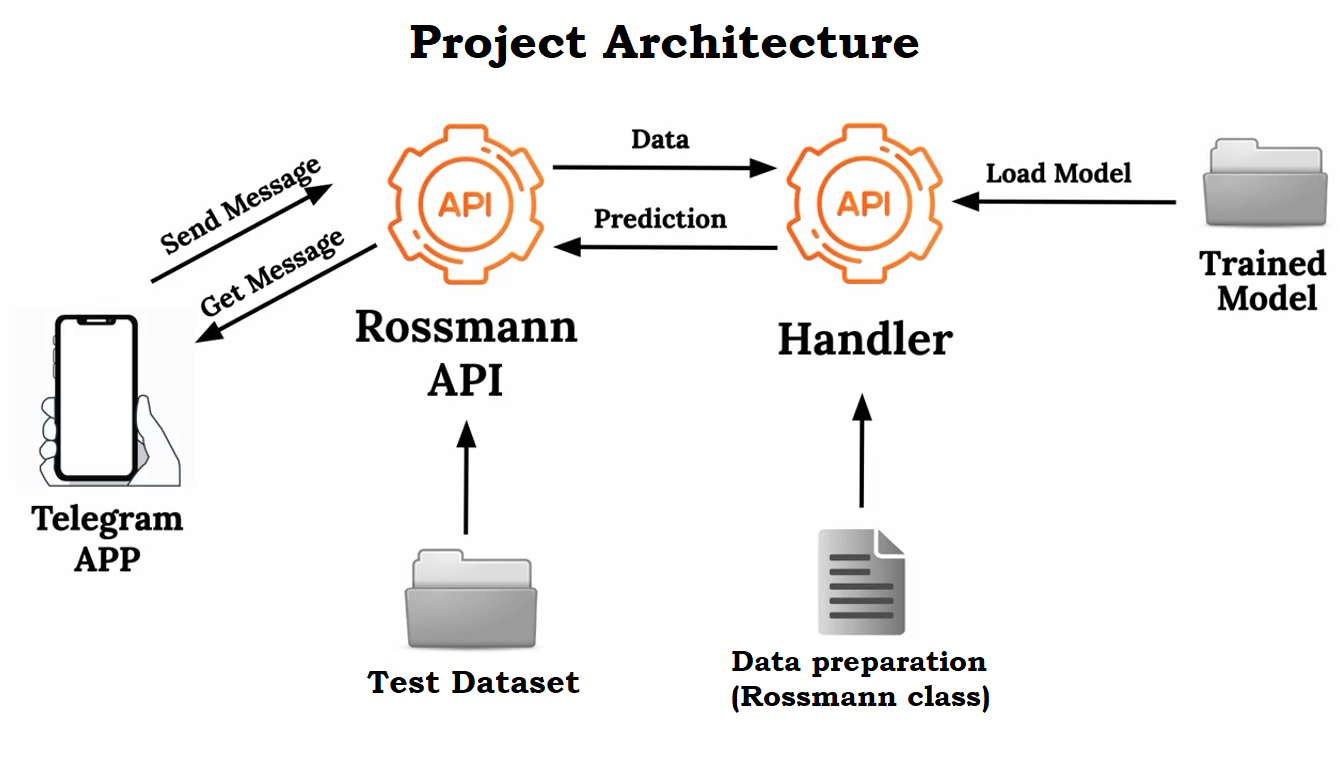 Project Architecture
Send Message
Get Message
API
Data
Prediction
API
Load Model
Trained
Model
Rossmann
API
Handler
Telegram
APP
Test Dataset
Data preparation
(Rossmann class)